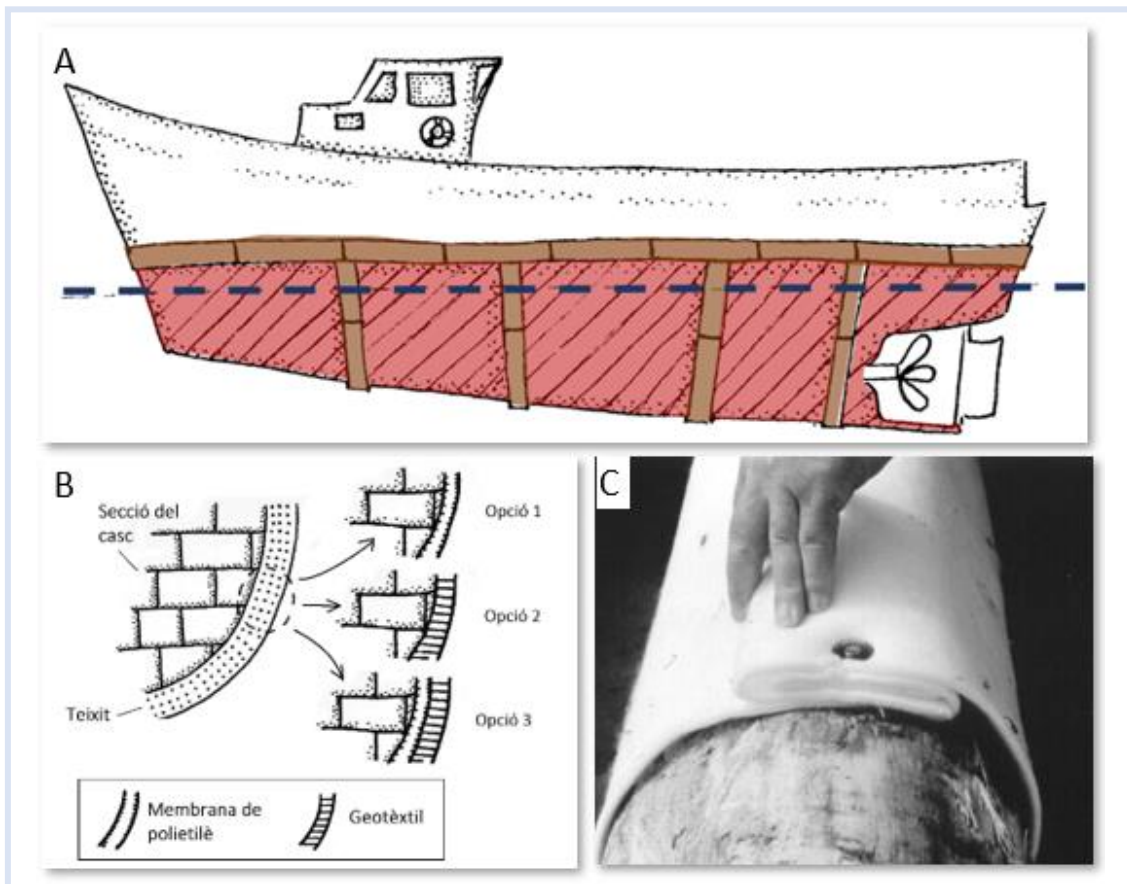 A
B
Secció del
casc
Teixit
Opció 1
Opció 2
Opció 3
Membrana de
polietilè
Geotèxtil
C